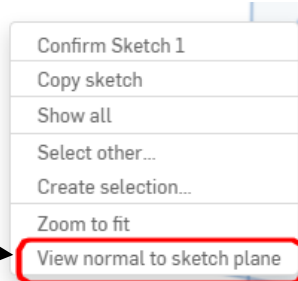 Confirm Sketch 1
Copy sketch
Show all
Select other...
Create selection...
Zoom to fit
View normal to sketch plane